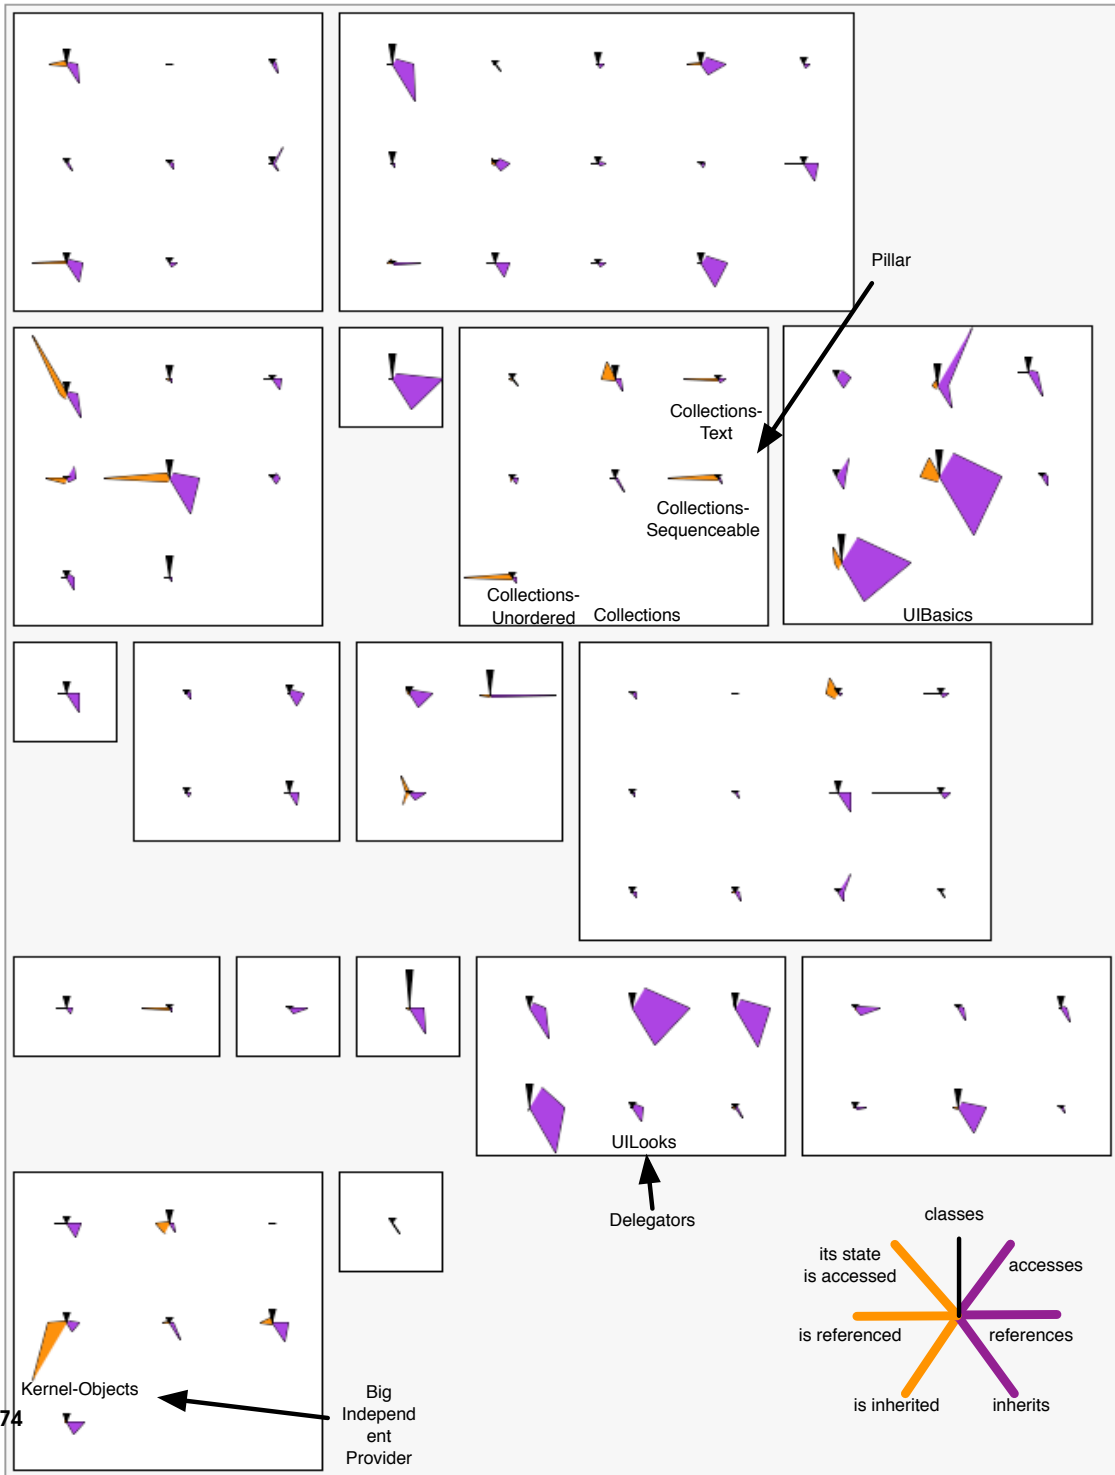 Pillar
Collections-
Text
Collections-
Sequenceable
Collections-
Unordered
Collections
UIBasics
UILooks
Delegators
classes
its state
is accessed
accesses
is referenced
references
is inherited
inherits
Kernel-Objects
74
Big
Independ
ent
Provider